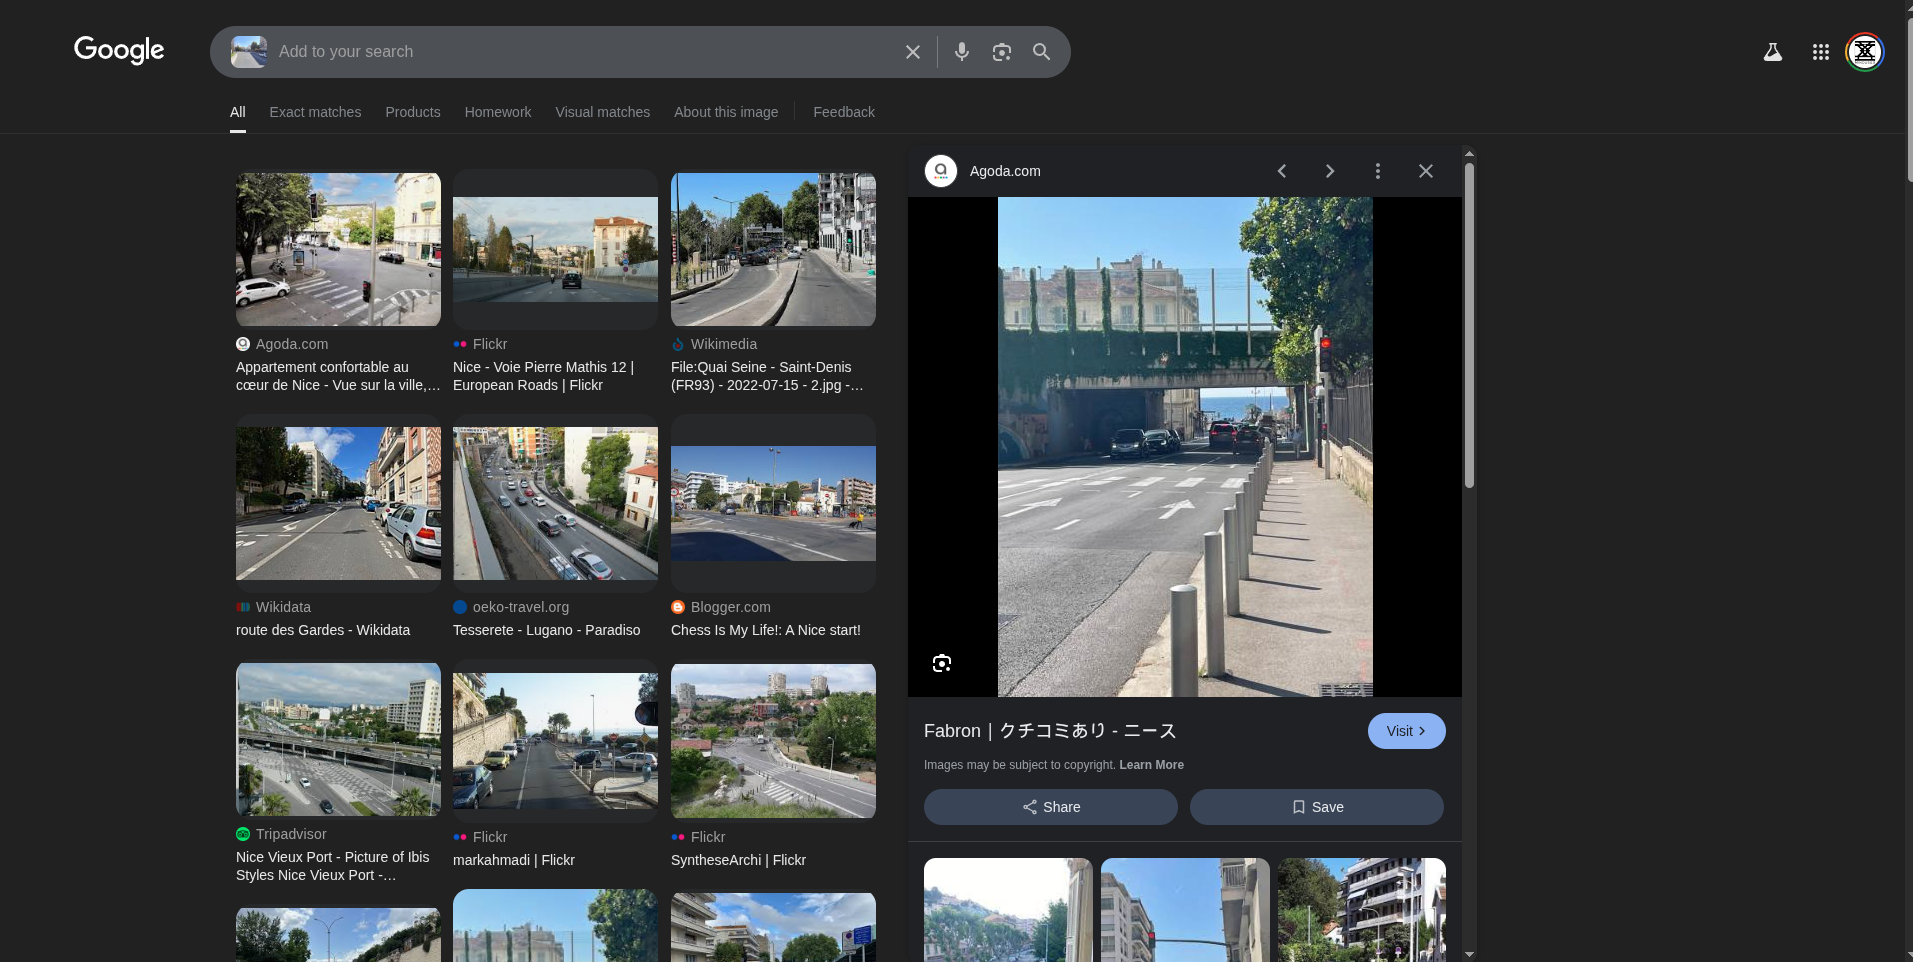 Google
Add to your search
All
Exact matches
Products
Homework
Visual matches
About this image
Feedback
Agoda.com
Appartement confortable au
cœur de Nice - Vue sur la ville,…
Flickr
Nice - Voie Pierre Mathis 12 |
European Roads | Flickr
Wikimedia
File:Quai Seine - Saint-Denis
(FR93) - 2022-07-15 - 2.jpg -…
Wikidata
route des Gardes - Wikidata
oeko-travel.org
Tesserete - Lugano - Paradiso
Blogger.com
Chess Is My Life!: A Nice start!
Tripadvisor
Nice Vieux Port - Picture of Ibis
Styles Nice Vieux Port -…
Flickr
markahmadi | Flickr
Flickr
SyntheseArchi | Flickr
Agoda.com
Fabron｜クチコミあり - ニース
Visit
Images may be subject to copyright. Learn More
Share
Save